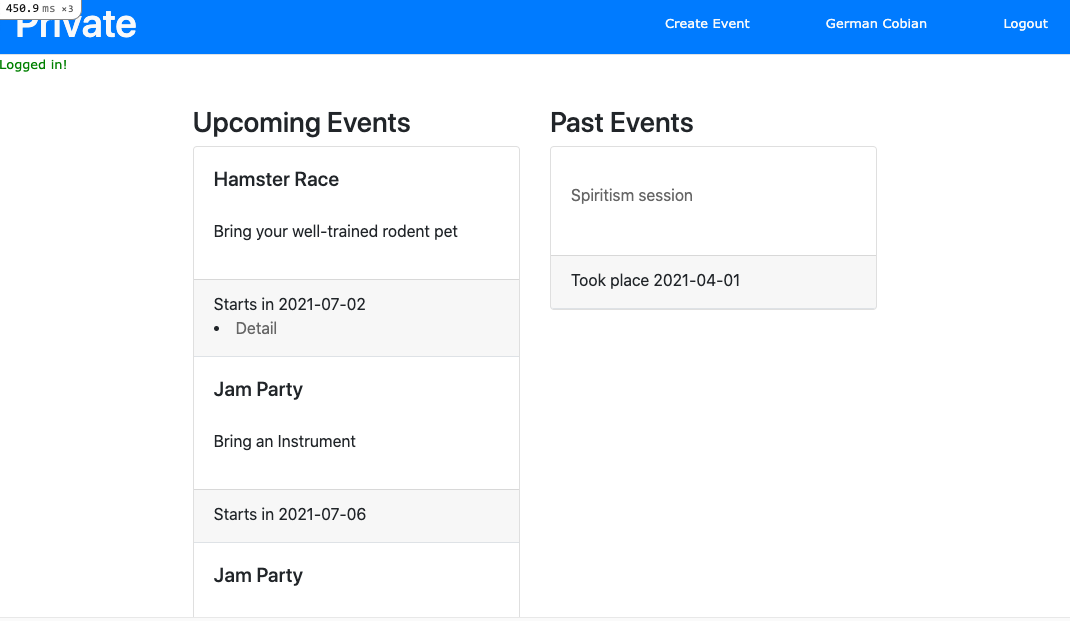 450.9 ms ×3
Private
Create Event
German Cobian
Logout
Logged in!
Upcoming Events
Hamster Race
Bring your well-trained rodent pet
Starts in 2021-07-02
• Detail
Jam Party
Bring an Instrument
Starts in 2021-07-06
Jam Party
Past Events
Spiritism session
Took place 2021-04-01